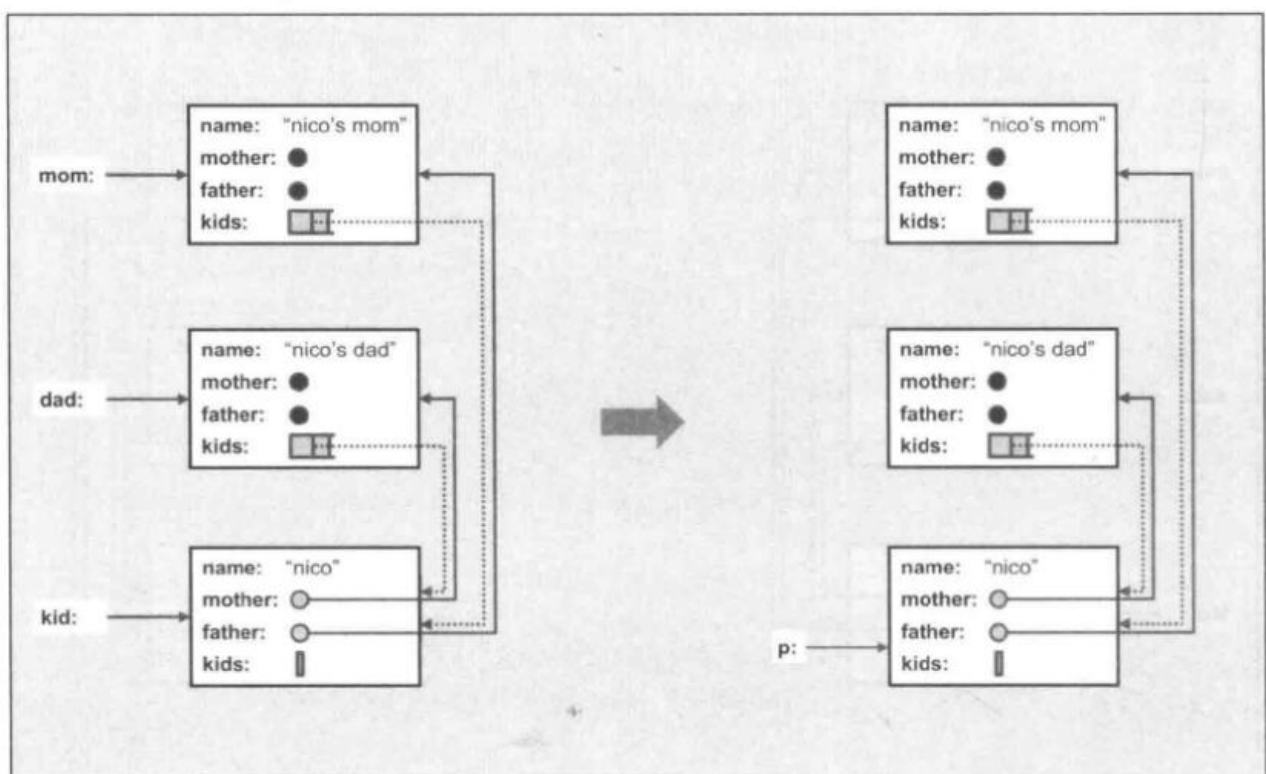 name: "nico's mom"
mother:
father:
kids:
mom:
name: "nico's dad"
mother:
father:
kids:
dad:
name: "nico"
mother:
father:
kids:
kid:
name: "nico's mom"
mother:
father:
kids:
name: "nico's dad"
mother:
father:
kids:
name: "nico"
mother:
father:
kids:
p: